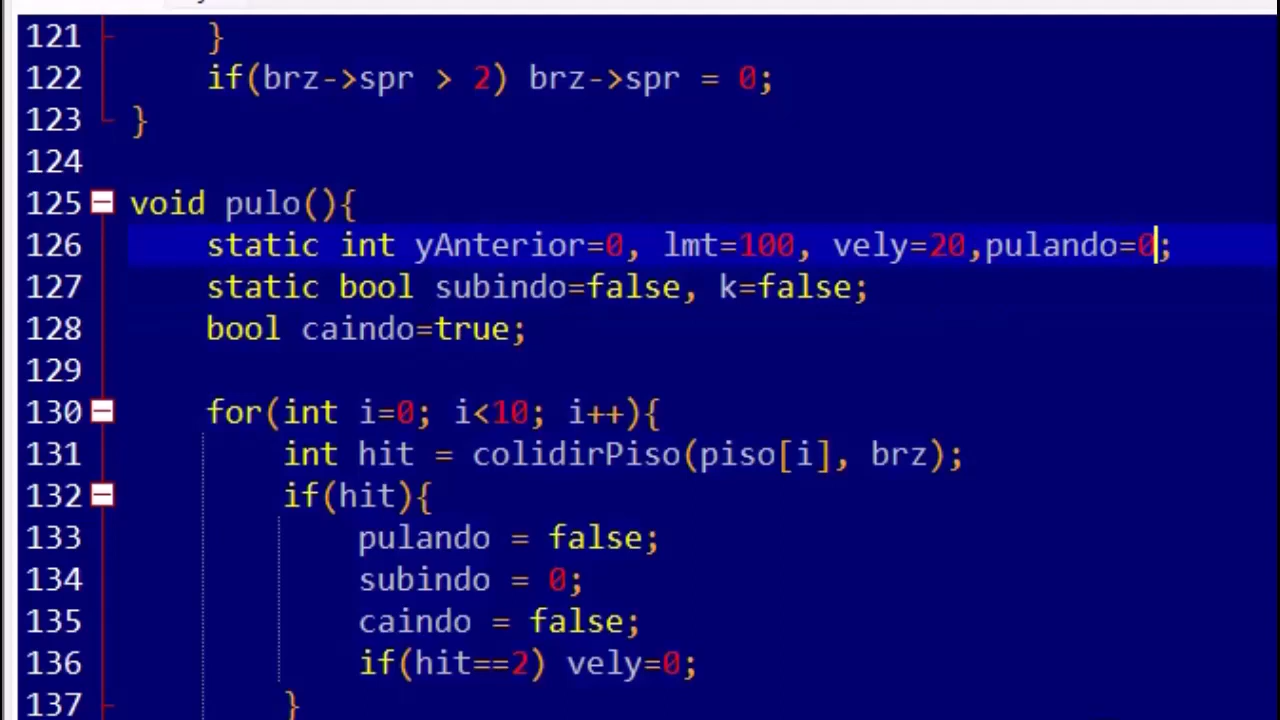 121 }
122 if(brz->spr > 2) brz->spr = 0;
123 }
124
125 void pulo(){
126 static int yAnterior=0, lmt=100, vely=20,pulando=0;
127 static bool subindo=false, k=false;
128 bool caindo=true;
129
130 for(int i=0; i<10; i++){
131 int hit = colidirPiso(piso[i], brz);
132 if(hit){
133 pulando = false;
134 subindo = 0;
135 caindo = false;
136 if(hit==2) vely=0;
137 }